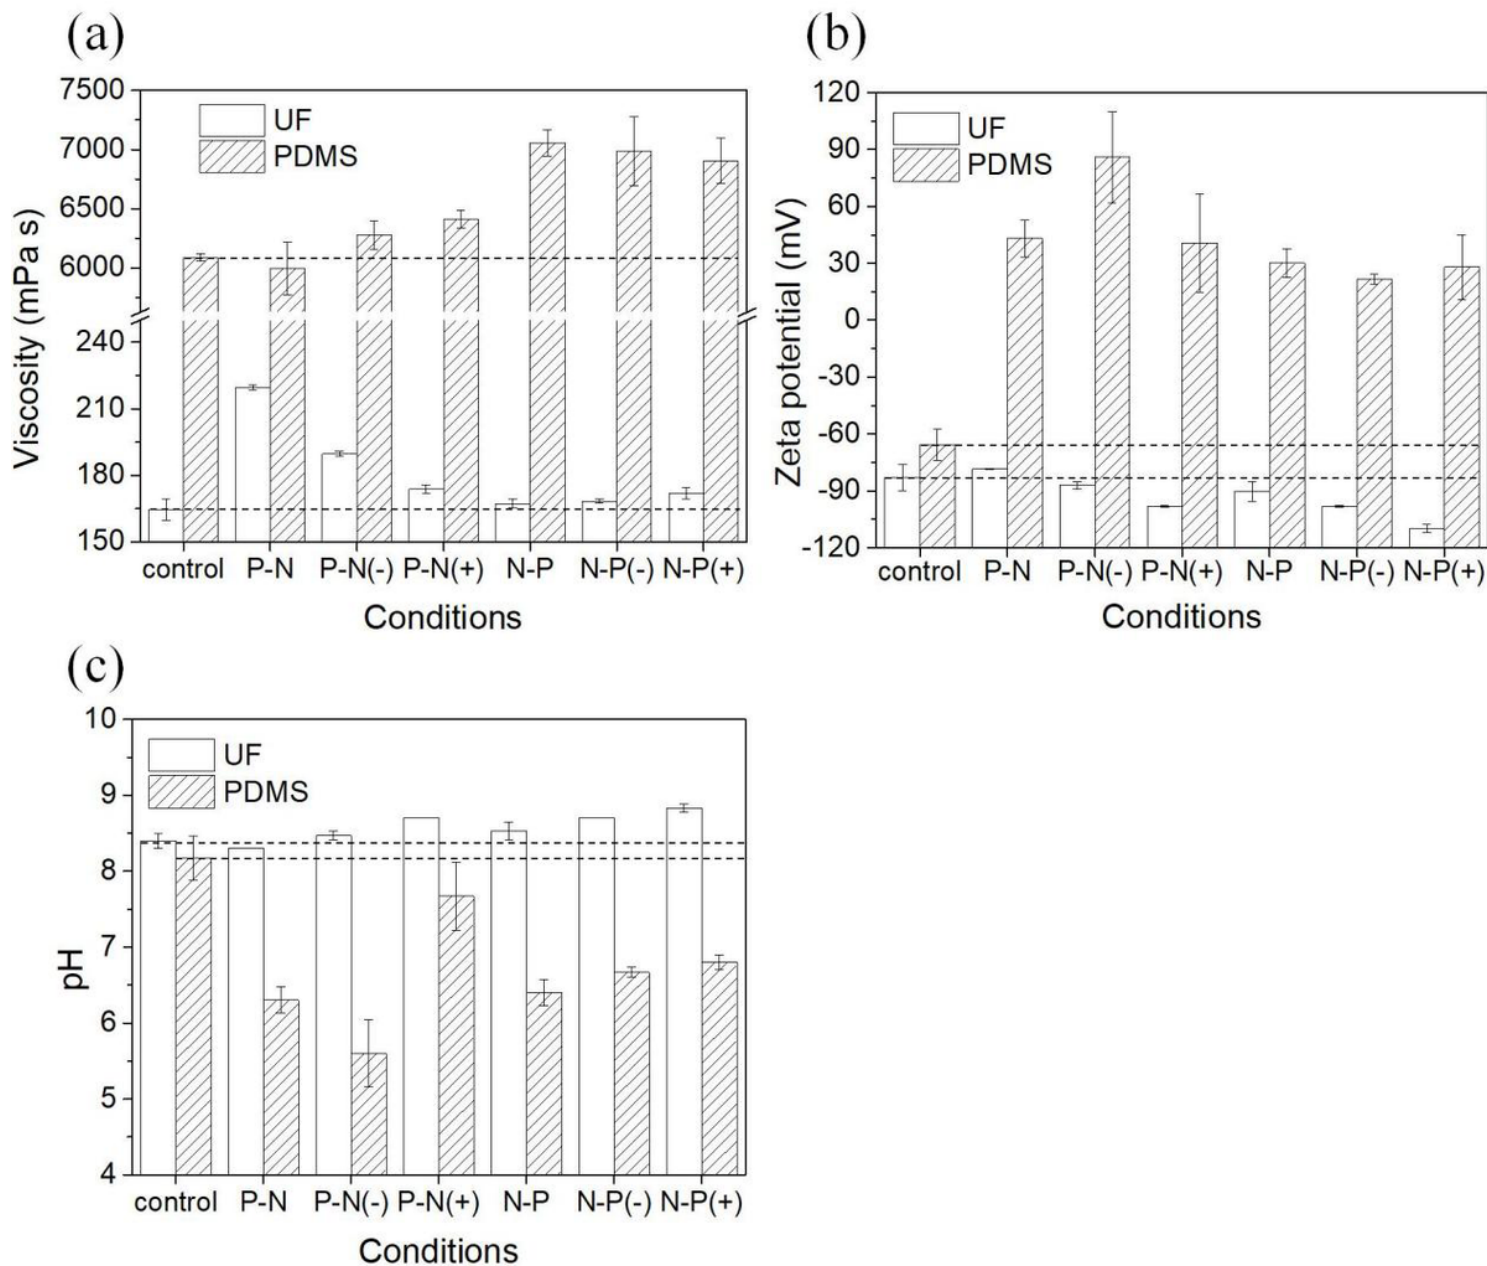 (a)
7500
7000
6500
6000
240
210
180
150
Viscosity (mPa s)
UF
PDMS
control P-N P-N(-) P-N(+) N-P N-P(-) N-P(+)
Conditions
(b)
120
90
60
30
0
-30
-60
-90
-120
Zeta potential (mV)
UF
PDMS
control P-N P-N(-) P-N(+) N-P N-P(-) N-P(+)
Conditions
(c)
10
9
8
7
6
5
4
pH
UF
PDMS
control P-N P-N(-) P-N(+) N-P N-P(-) N-P(+)
Conditions